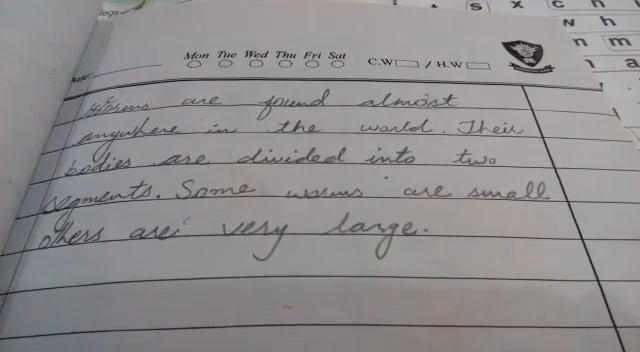 Mon Tue Wed Thu Fri Sat
C.W / H.W
Worms are found almost
anywhere in the world. Their
bodies are divided into two
segments. Some worms are small
others are very large.
s x c h
N h
n m
a